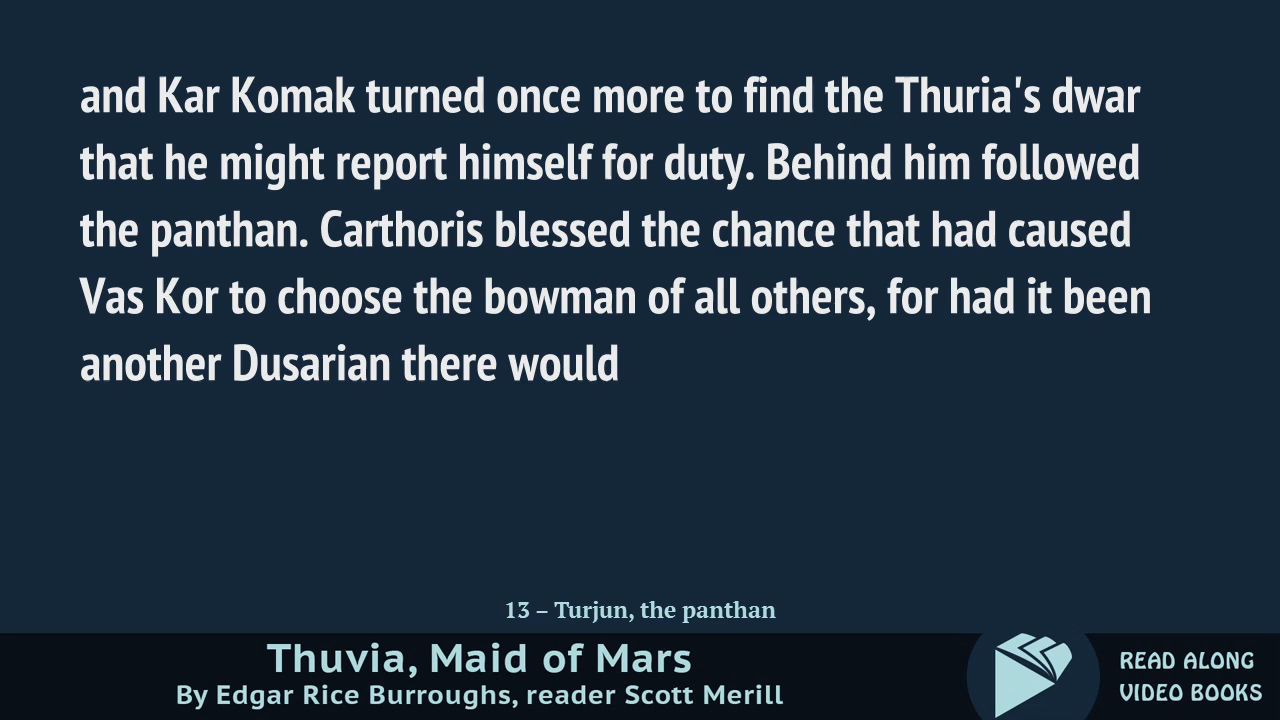 and Kar Komak turned once more to find the Thuria's dwar
that he might report himself for duty. Behind him followed
the panthan. Carthoris blessed the chance that had caused
Vas Kor to choose the bowman of all others, for had it been
another Dusarian there would
13 – Turjun, the panthan
Thuvia, Maid of Mars
By Edgar Rice Burroughs, reader Scott Merill
READ ALONG
VIDEO BOOKS